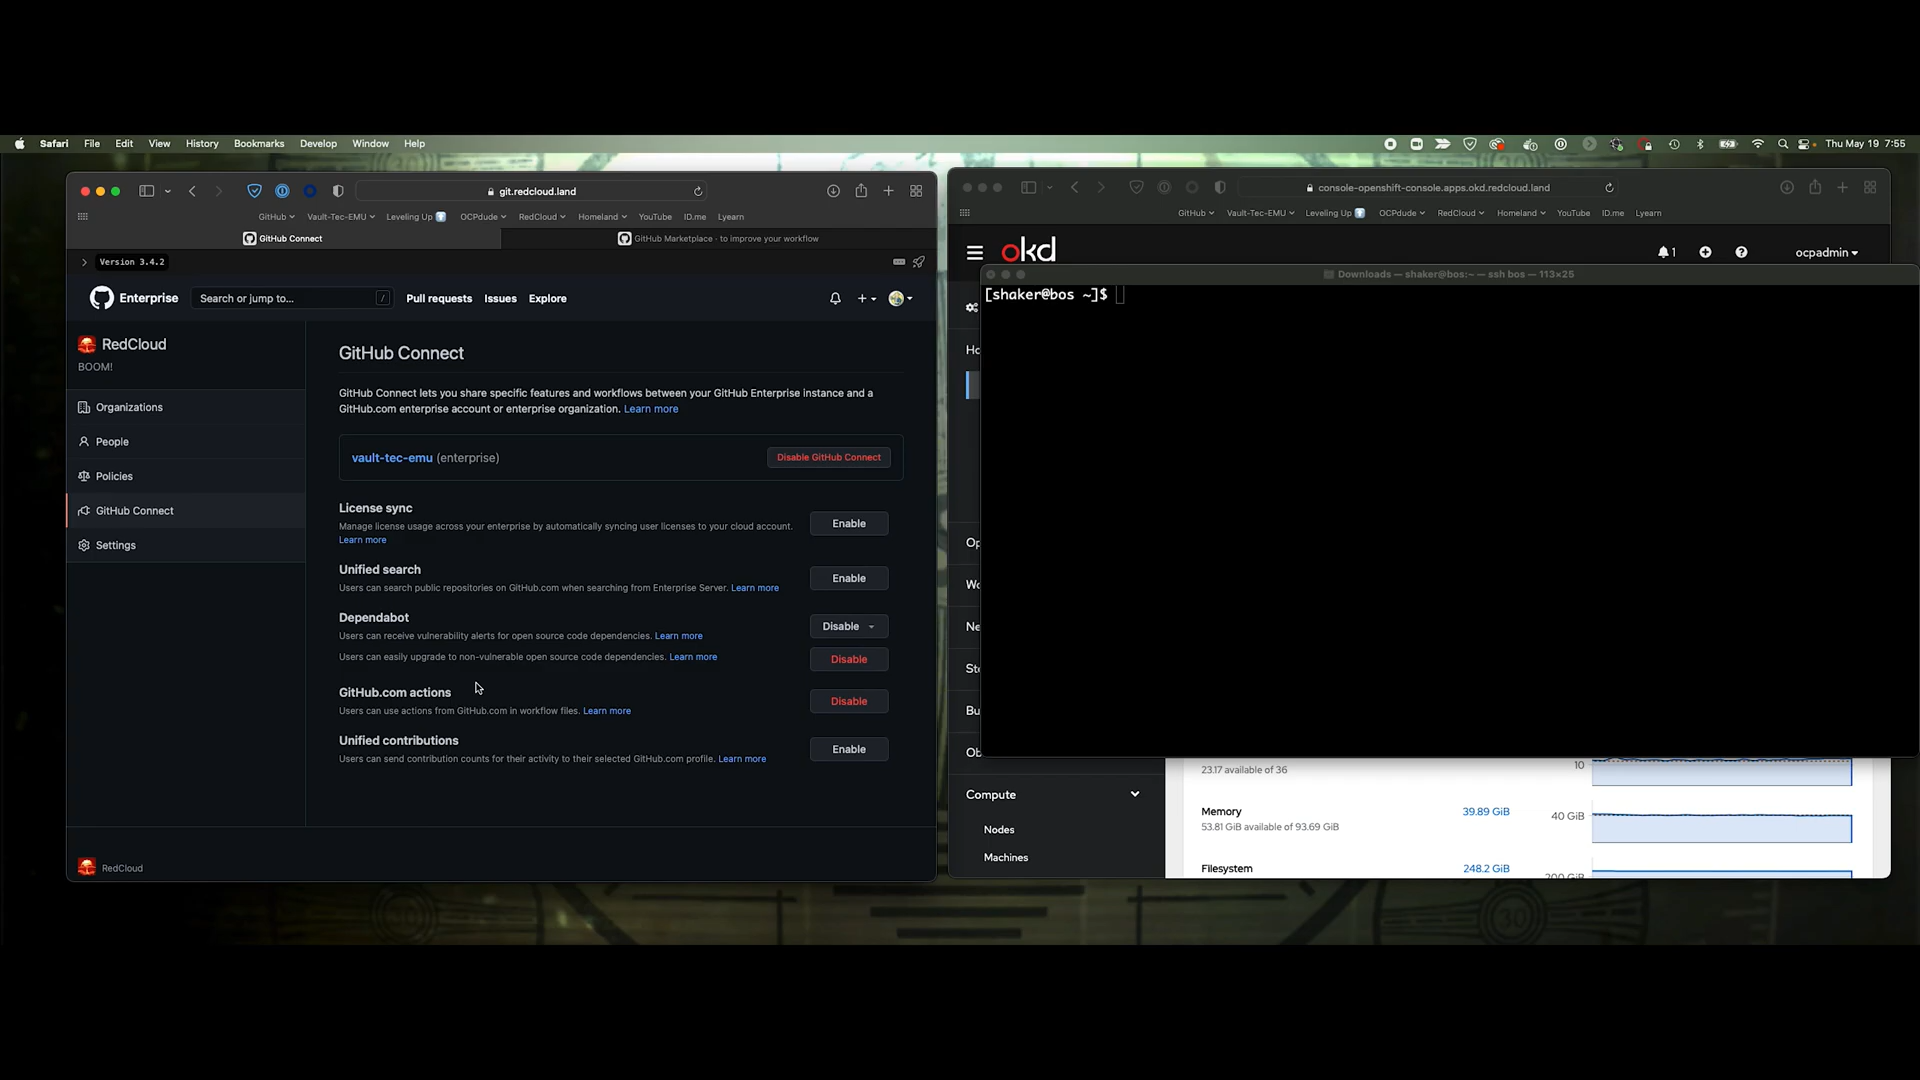 Safari File Edit View History Bookmarks Develop Window Help
Thu May 19 7:55
git.redcloud.land
GitHub Vault-Tec-EMU Leveling Up OCPdude RedCloud Homeland YouTube ID.me Lyearn
GitHub Connect
GitHub Marketplace · to improve your workflow
Version 3.4.2
Enterprise
Search or jump to...
/
Pull requests Issues Explore
RedCloud
BOOM!
Organizations
People
Policies
GitHub Connect
Settings
GitHub Connect
GitHub Connect lets you share specific features and workflows between your GitHub Enterprise instance and a
GitHub.com enterprise account or enterprise organization. Learn more
vault-tec-emu (enterprise)
Disable GitHub Connect
License sync
Manage license usage across your enterprise by automatically syncing user licenses to your cloud account.
Learn more
Enable
Unified search
Users can search public repositories on GitHub.com when searching from Enterprise Server. Learn more
Enable
Dependabot
Users can receive vulnerability alerts for open source code dependencies. Learn more
Disable
Users can easily upgrade to non-vulnerable open source code dependencies. Learn more
Disable
GitHub.com actions
Users can use actions from GitHub.com in workflow files. Learn more
Disable
Unified contributions
Users can send contribution counts for their activity to their selected GitHub.com profile. Learn more
Enable
RedCloud
console-openshift-console.apps.okd.redcloud.land
GitHub Vault-Tec-EMU Leveling Up OCPdude RedCloud Homeland YouTube ID.me Lyearn
okd
1
ocpadmin
Downloads — shaker@bos:~ — ssh bos — 113×25
[shaker@bos ~]$
Ho
Op
Wo
Ne
Sto
Bu
Ob
Compute
Nodes
Machines
23.17 available of 36
10
Memory
39.89 GiB
40 GiB
53.81 GiB available of 93.69 GiB
Filesystem
248.2 GiB
200 GiB